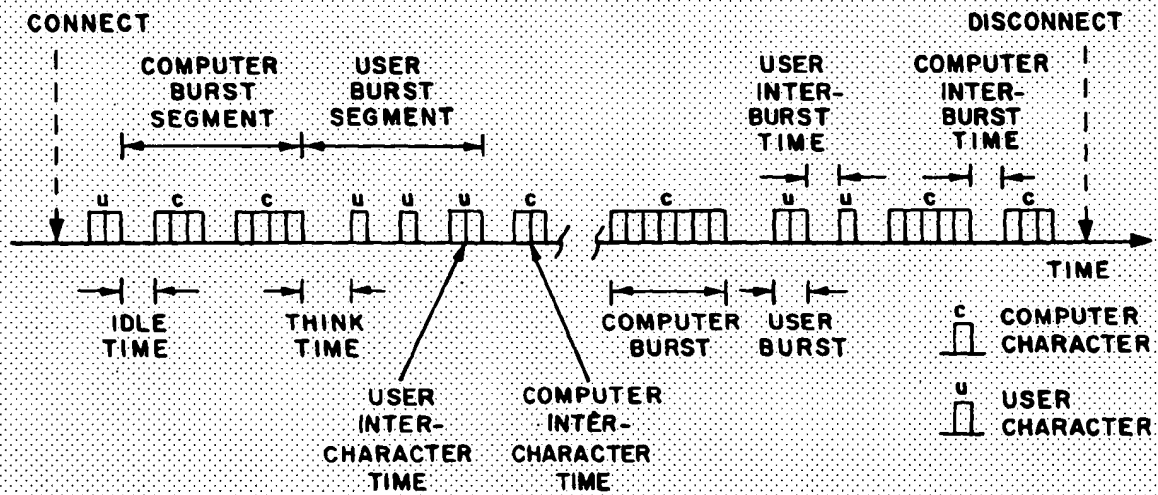 CONNECT
DISCONNECT
COMPUTER
BURST
SEGMENT
USER
BURST
SEGMENT
USER
INTER-
BURST
TIME
COMPUTER
INTER-
BURST
TIME
u
c
c
u
u
u
c
c
u
u
c
c
TIME
IDLE
TIME
THINK
TIME
COMPUTER
BURST
USER
BURST
c
COMPUTER
CHARACTER
USER
INTER-
CHARACTER
TIME
COMPUTER
INTER-
CHARACTER
TIME
u
USER
CHARACTER